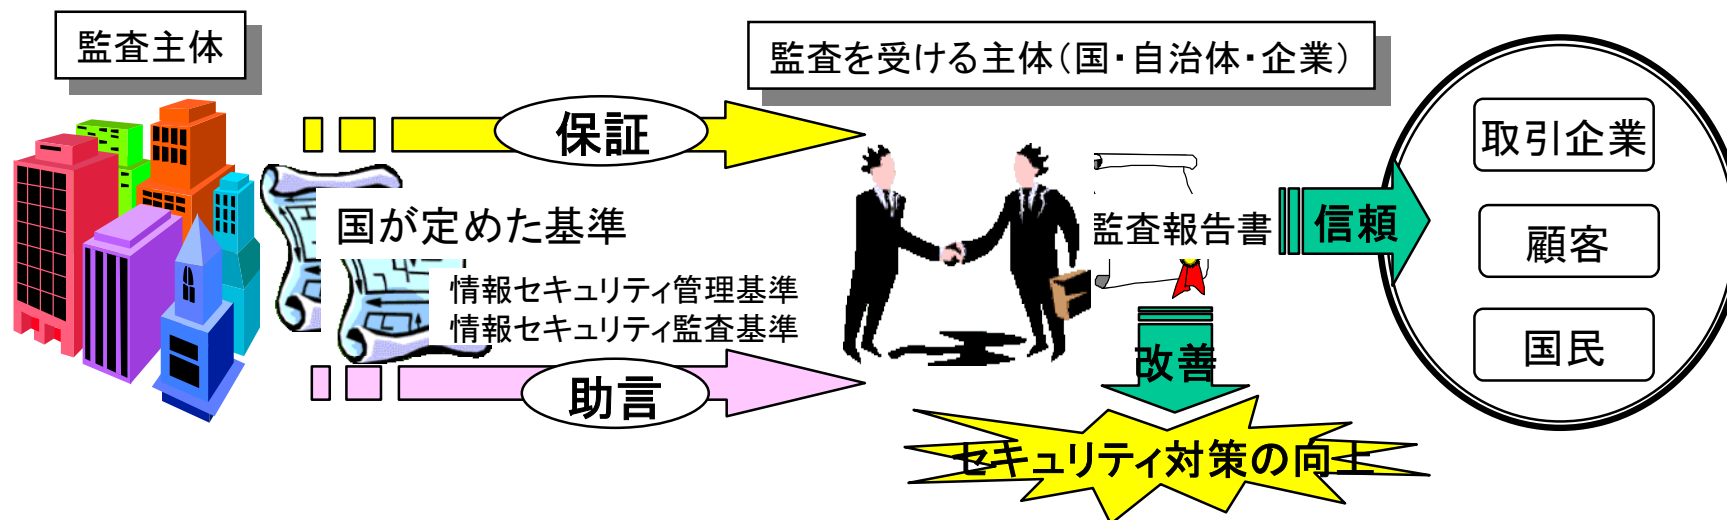 監査主体
監査を受ける主体(国・自治体・企業)
保証
国が定めた基準
情報セキュリティ管理基準
情報セキュリティ監査基準
助言
監査報告書
信頼
改善
セキュリティ対策の向上
取引企業
顧客
国民